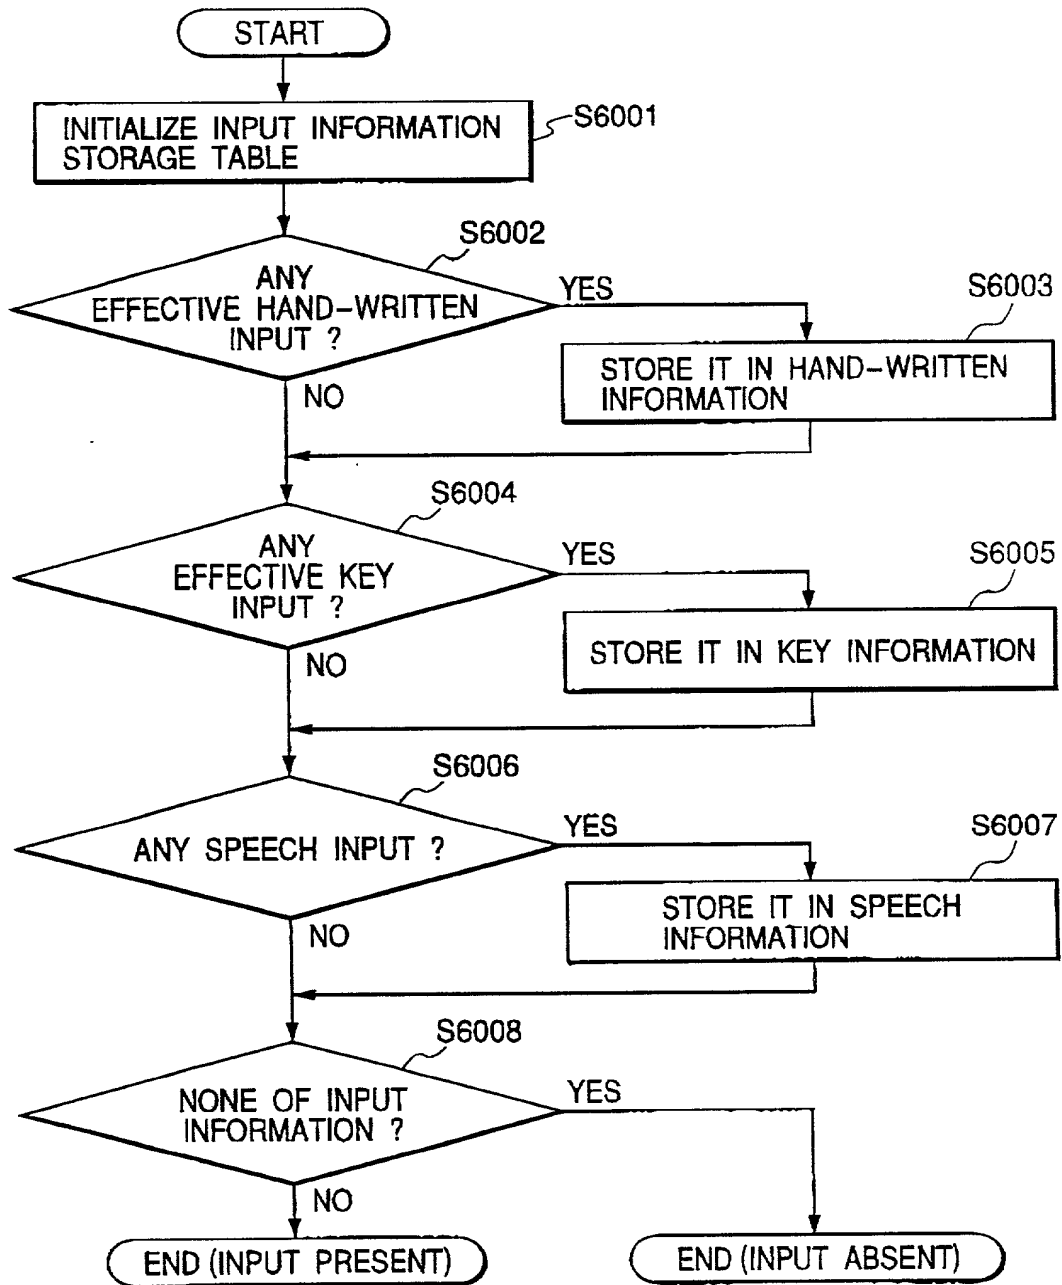 START
INITIALIZE INPUT INFORMATION
STORAGE TABLE
S6001
S6002
ANY
EFFECTIVE HAND-WRITTEN
INPUT ?
YES
NO
S6003
STORE IT IN HAND-WRITTEN
INFORMATION
S6004
ANY
EFFECTIVE KEY
INPUT ?
YES
NO
S6005
STORE IT IN KEY INFORMATION
S6006
ANY SPEECH INPUT ?
YES
NO
S6007
STORE IT IN SPEECH
INFORMATION
S6008
NONE OF INPUT
INFORMATION ?
YES
NO
END (INPUT PRESENT)
END (INPUT ABSENT)